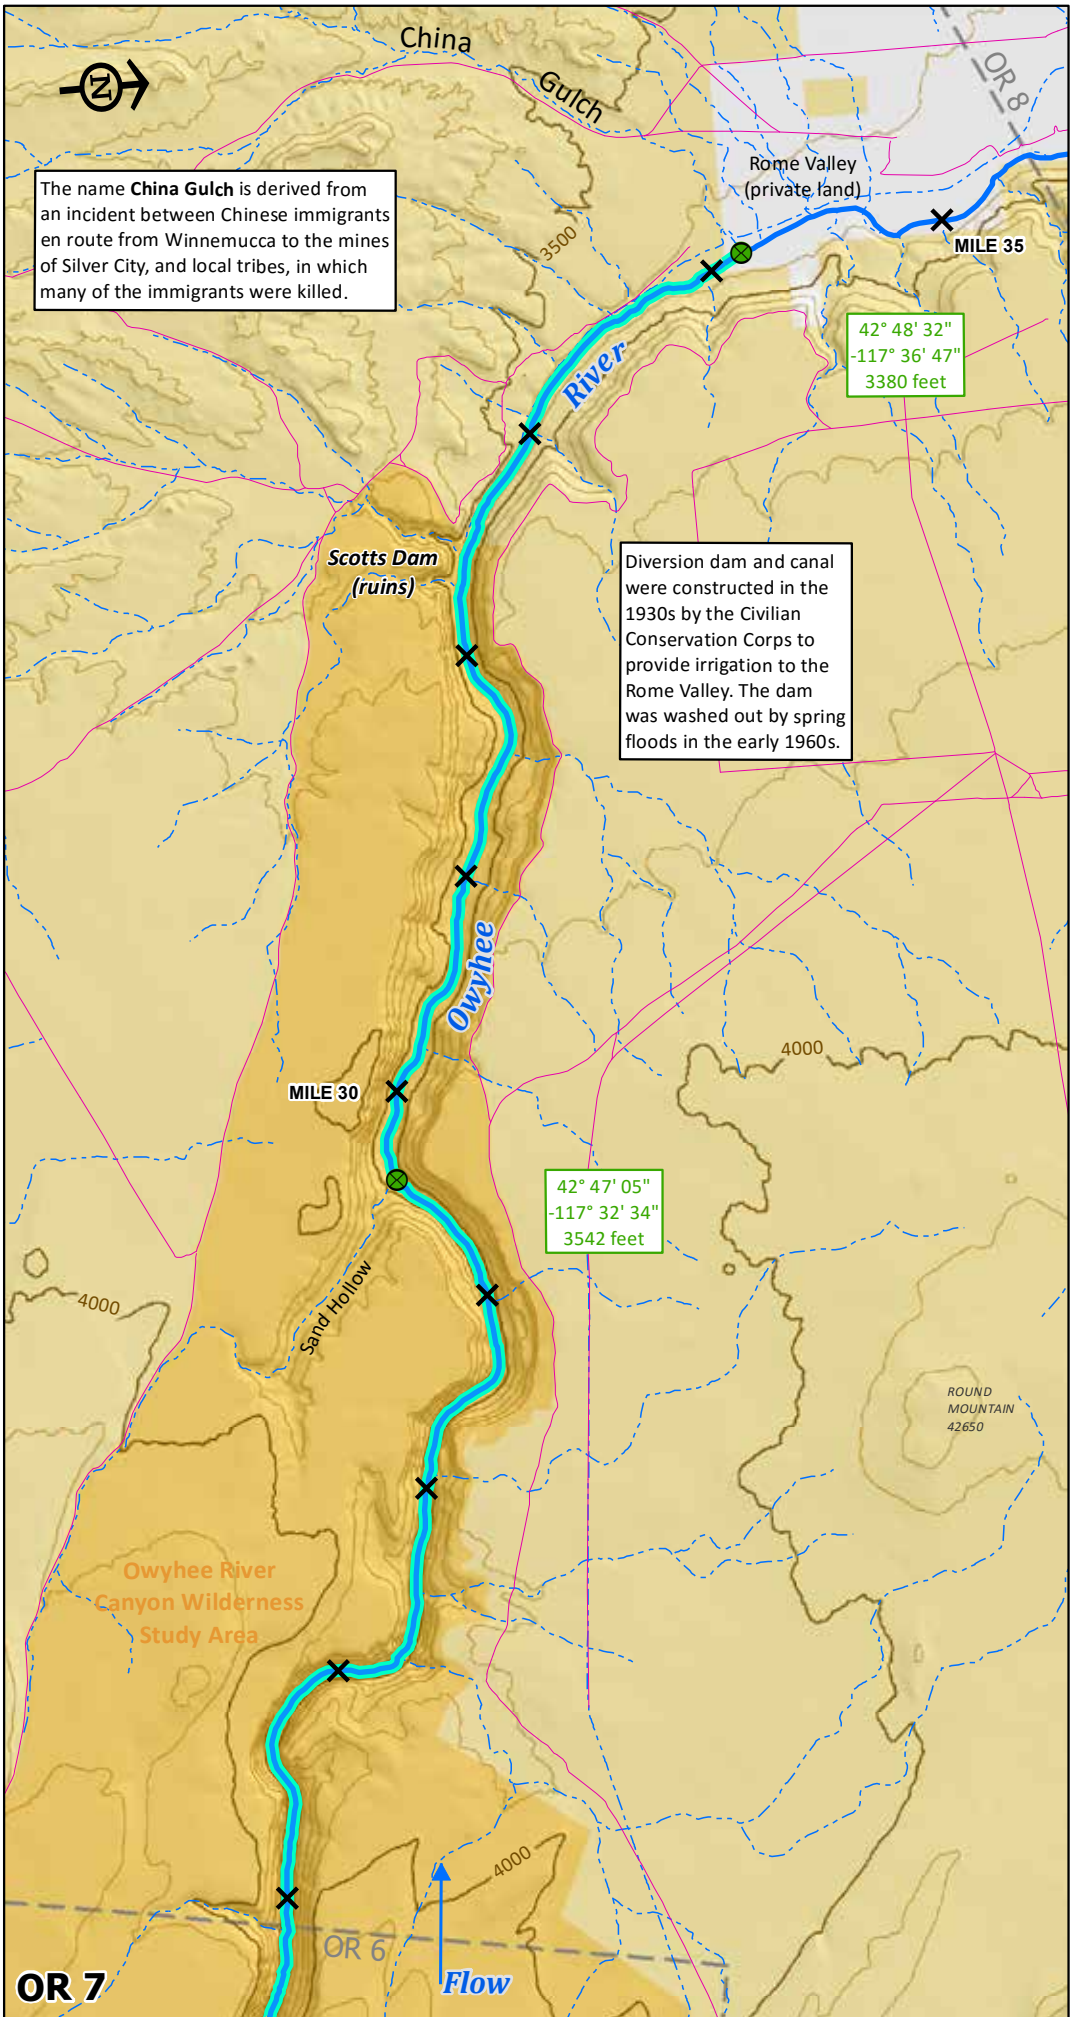 China
Gulch
N
OR 8
Rome Valley
(private land)
The name China Gulch is derived from
an incident between Chinese immigrants
en route from Winnemucca to the mines
of Silver City, and local tribes, in which
many of the immigrants were killed.
3500
MILE 35
42° 48' 32"
-117° 36' 47"
3380 feet
River
Scotts Dam
(ruins)
Diversion dam and canal
were constructed in the
1930s by the Civilian
Conservation Corps to
provide irrigation to the
Rome Valley. The dam
was washed out by spring
floods in the early 1960s.
Owyhee
4000
MILE 30
42° 47' 05"
-117° 32' 34"
3542 feet
Sand Hollow
4000
ROUND
MOUNTAIN
42650
Owyhee River
Canyon Wilderness
Study Area
4000
OR 6
Flow
OR 7